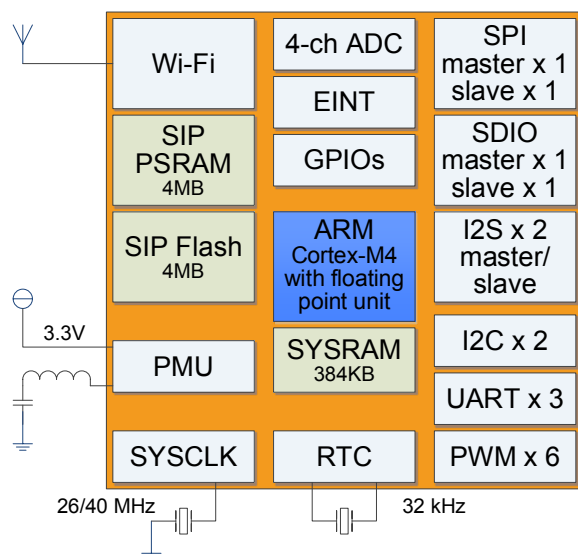 Wi-Fi
SIP
PSRAM
4MB
SIP Flash
4MB
3.3V
PMU
SYSCLK
26/40 MHz
4-ch ADC
EINT
GPIOs
ARM
Cortex-M4
with floating
point unit
SYSRAM
384KB
RTC
32 kHz
SPI
master x 1
slave x 1
SDIO
master x 1
slave x 1
I2S x 2
master/
slave
I2C x 2
UART x 3
PWM x 6